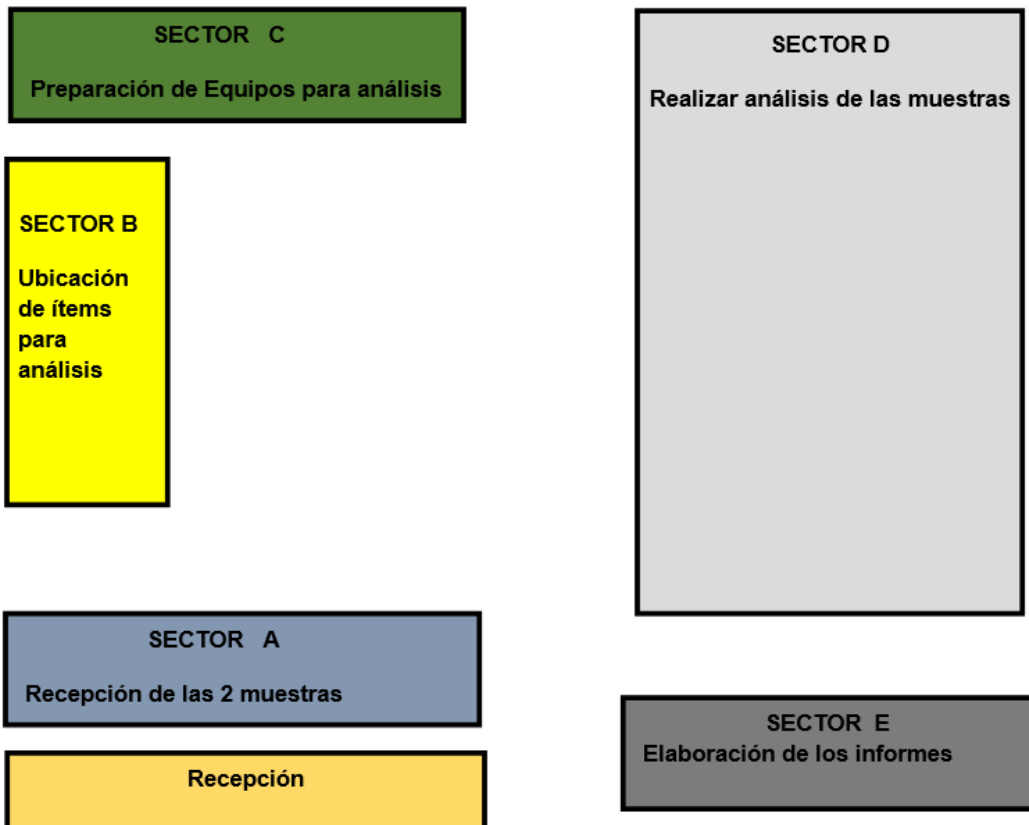 SECTOR C
Preparación de Equipos para análisis
SECTOR B
Ubicación
de ítems
para
análisis
SECTOR A
Recepción de las 2 muestras
Recepción
SECTOR D
Realizar análisis de las muestras
SECTOR E
Elaboración de los informes